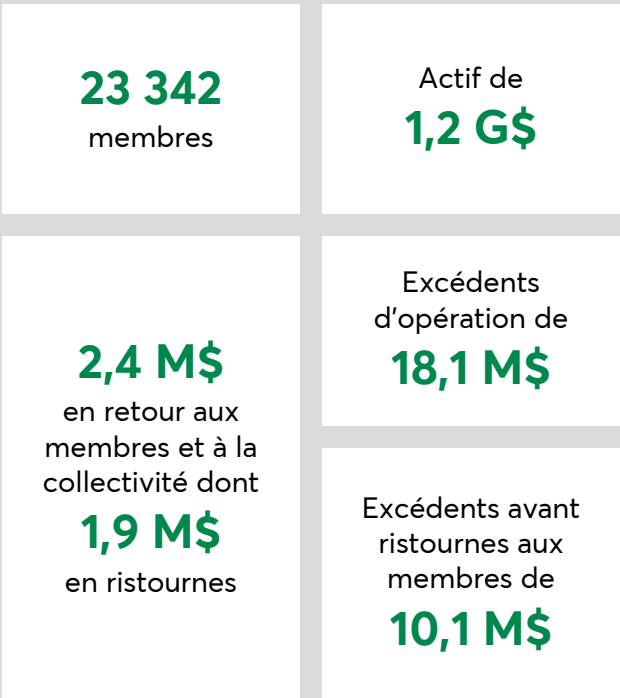 23 342
membres
Actif de
1,2 G$
2,4 M$
en retour aux
membres et à la
collectivité dont
1,9 M$
en ristournes
Excédents
d'opération de
18,1 M$
Excédents avant
ristournes aux
membres de
10,1 M$